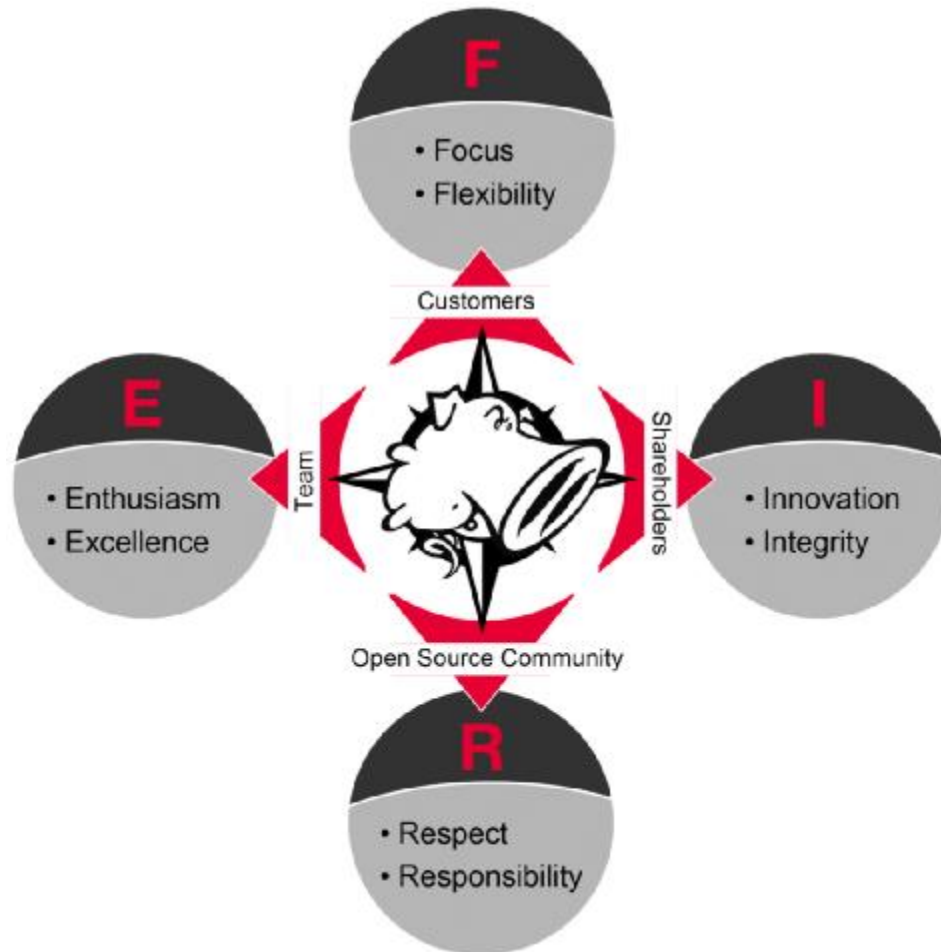 F
• Focus
• Flexibility
Customers
E
• Enthusiasm
• Excellence
Team
Shareholders
I
• Innovation
• Integrity
Open Source Community
R
• Respect
• Responsibility